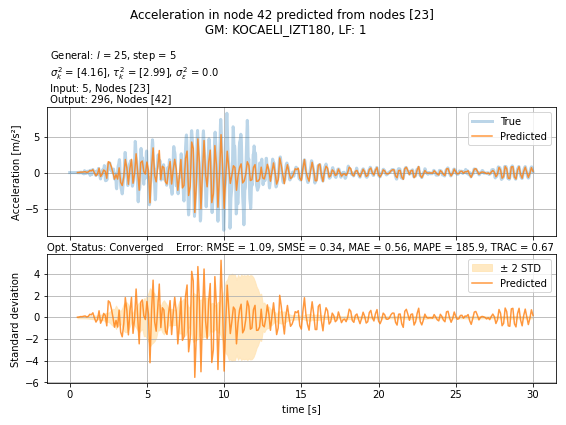 Acceleration in node 42 predicted from nodes [23]
GM: KOCAELI_IZT180, LF: 1
General: l = 25, step = 5
σ²ₖ = [4.16], τ²ₖ = [2.99], σ²ε = 0.0
Input: 5, Nodes [23]
Output: 296, Nodes [42]
Acceleration [m/s²]
5
0
−5
True
Predicted
Opt. Status: Converged Error: RMSE = 1.09, SMSE = 0.34, MAE = 0.56, MAPE = 185.9, TRAC = 0.67
Standard deviation
4
2
0
−2
−4
−6
± 2 STD
Predicted
0 5 10 15 20 25 30
time [s]